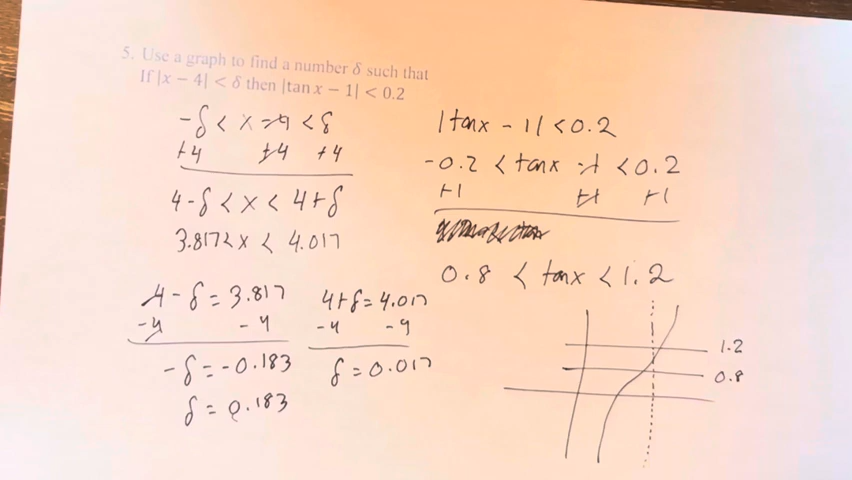 5. Use a graph to find a number δ such that
If |x − 4| < δ then |tan x − 1| < 0.2
-δ < x -4 < δ
+4 +4 +4
4-δ < x < 4+δ
3.817 < x < 4.017
4-δ = 3.817
-4 -4
-δ = -0.183
δ = 0.183
4+δ = 4.017
-4 -4
δ = 0.017
|tanx - 1| < 0.2
-0.2 < tanx -1 < 0.2
+1 +1 +1
0.8 < tanx < 1.2
1.2
0.8